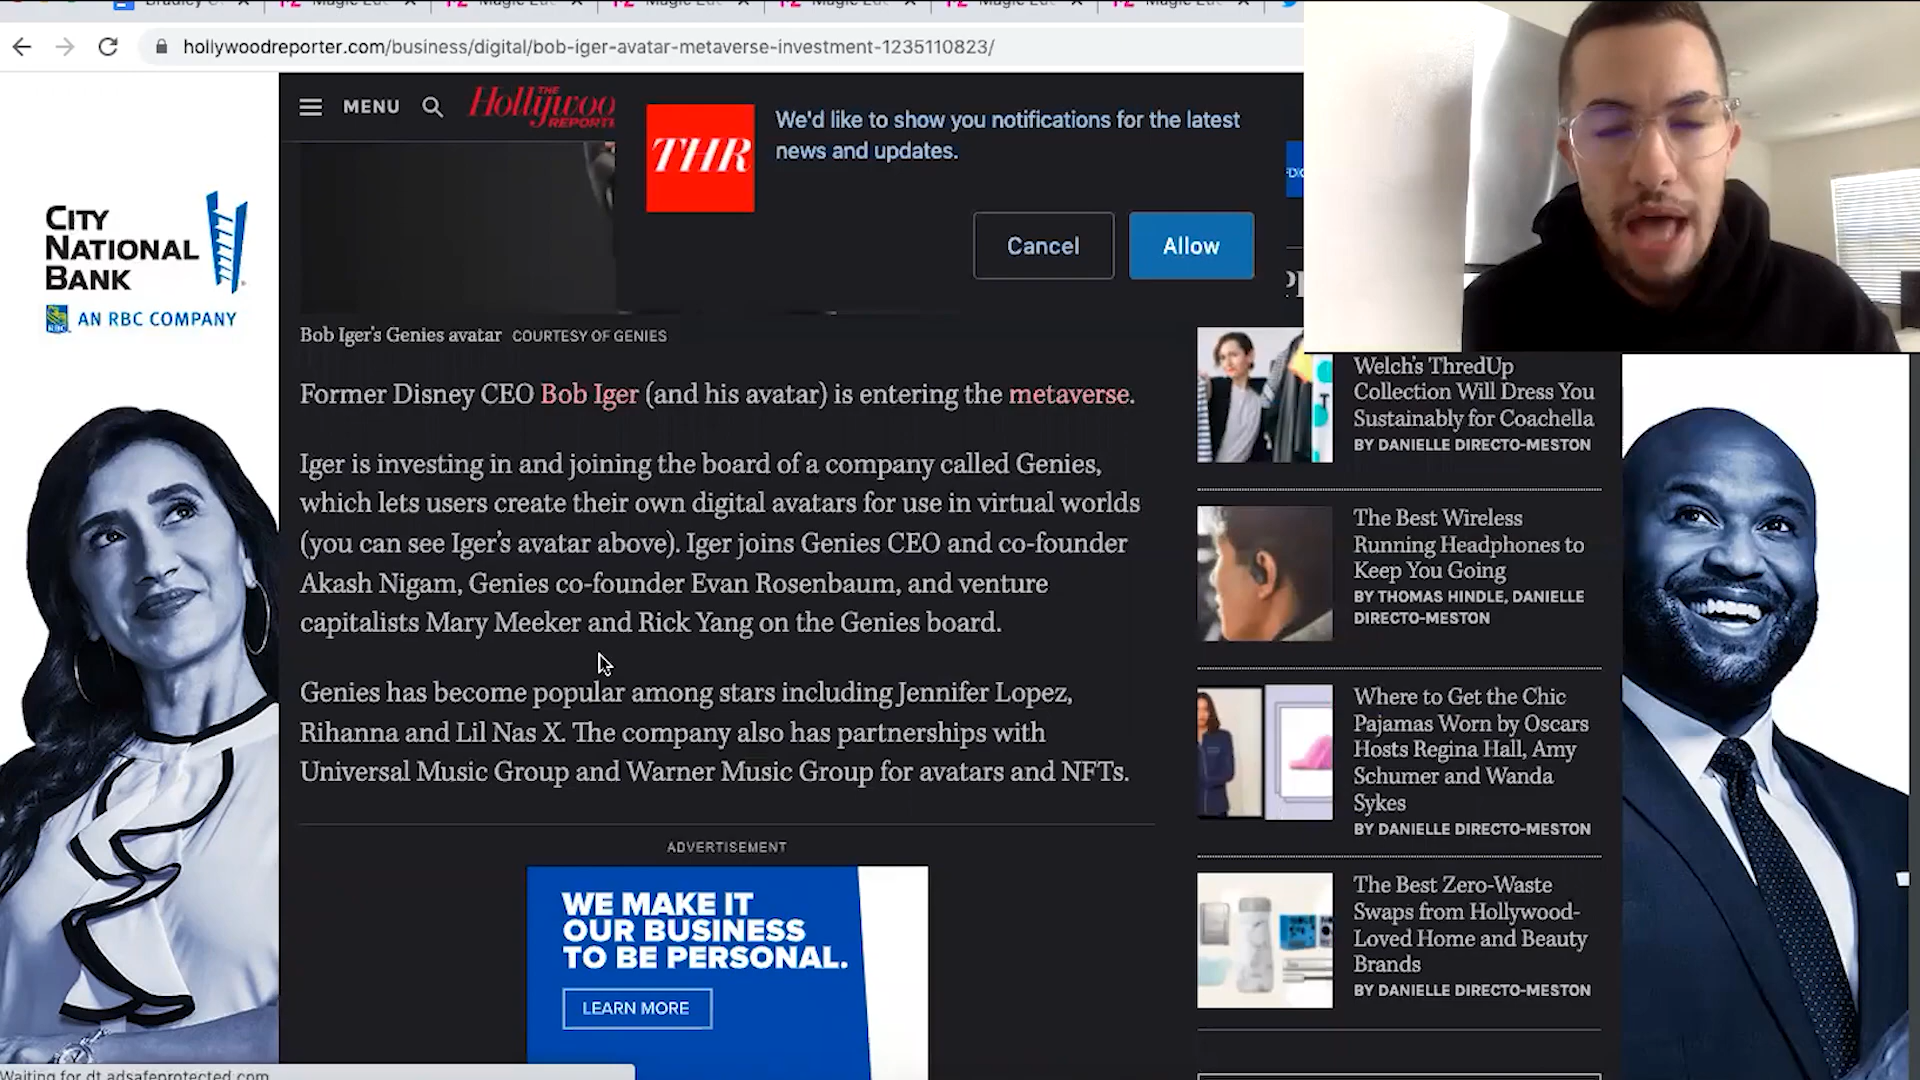 hollywoodreporter.com/business/digital/bob-iger-avatar-metaverse-investment-1235110823/
MENU
THE
Hollywoo
REPORT
THR
We'd like to show you notifications for the latest
news and updates.
Cancel
Allow
CITY
NATIONAL
BANK
RBC
AN RBC COMPANY
Bob Iger's Genies avatar COURTESY OF GENIES
Former Disney CEO Bob Iger (and his avatar) is entering the metaverse.
Iger is investing in and joining the board of a company called Genies,
which lets users create their own digital avatars for use in virtual worlds
(you can see Iger's avatar above). Iger joins Genies CEO and co-founder
Akash Nigam, Genies co-founder Evan Rosenbaum, and venture
capitalists Mary Meeker and Rick Yang on the Genies board.
Genies has become popular among stars including Jennifer Lopez,
Rihanna and Lil Nas X. The company also has partnerships with
Universal Music Group and Warner Music Group for avatars and NFTs.
ADVERTISEMENT
WE MAKE IT
OUR BUSINESS
TO BE PERSONAL.
LEARN MORE
Welch's ThredUp
Collection Will Dress You
Sustainably for Coachella
BY DANIELLE DIRECTO-MESTON
The Best Wireless
Running Headphones to
Keep You Going
BY THOMAS HINDLE, DANIELLE
DIRECTO-MESTON
Where to Get the Chic
Pajamas Worn by Oscars
Hosts Regina Hall, Amy
Schumer and Wanda
Sykes
BY DANIELLE DIRECTO-MESTON
The Best Zero-Waste
Swaps from Hollywood-
Loved Home and Beauty
Brands
BY DANIELLE DIRECTO-MESTON
Waiting for dt.adsafeprotected.com